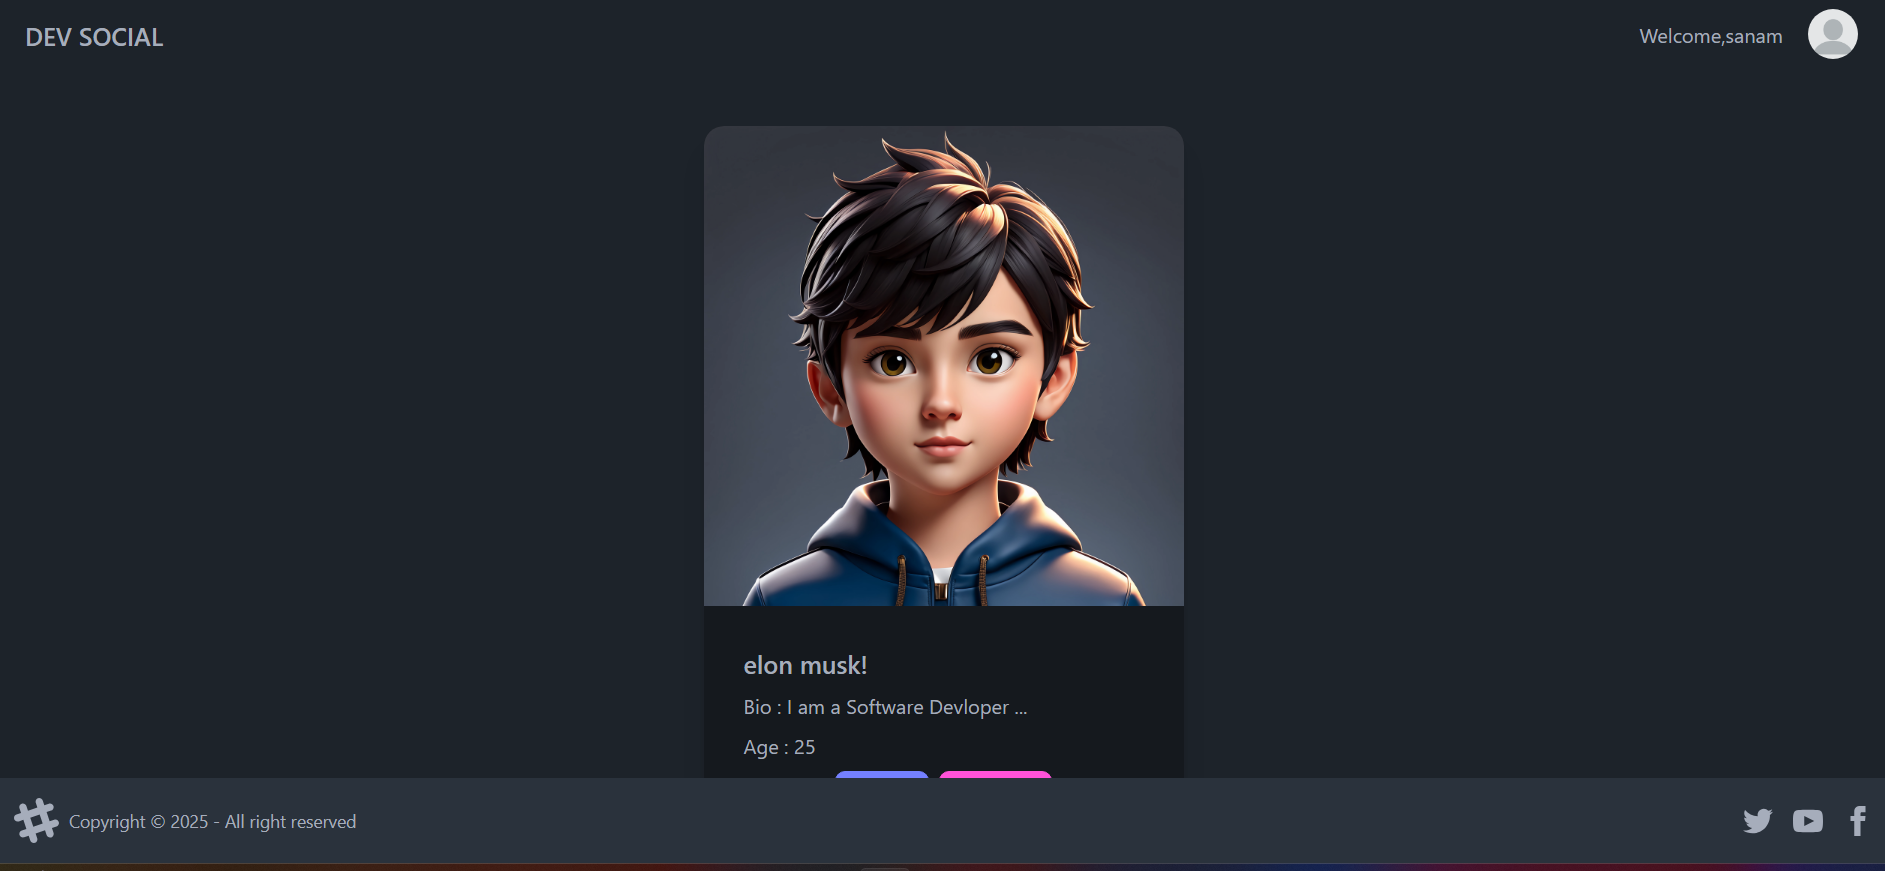 DEV SOCIAL
Welcome,sanam
elon musk!
Bio : I am a Software Devloper ...
Age : 25
Copyright © 2025 - All right reserved